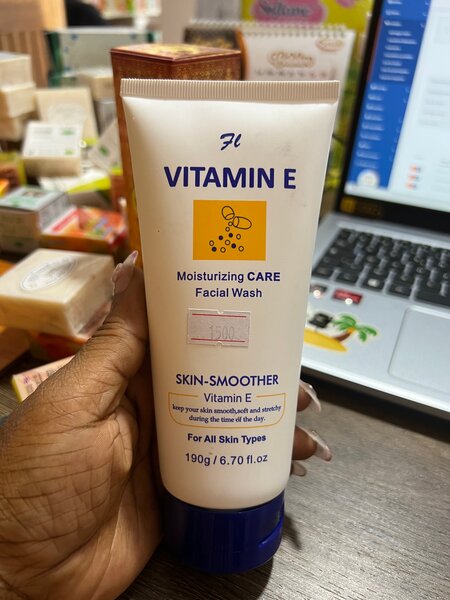 Fl
VITAMIN E
Moisturizing CARE
Facial Wash
1500
SKIN-SMOOTHER
Vitamin E
keep your skin smooth,soft and stretchy
during the time of the day.
For All Skin Types
190g / 6.70 fl.oz